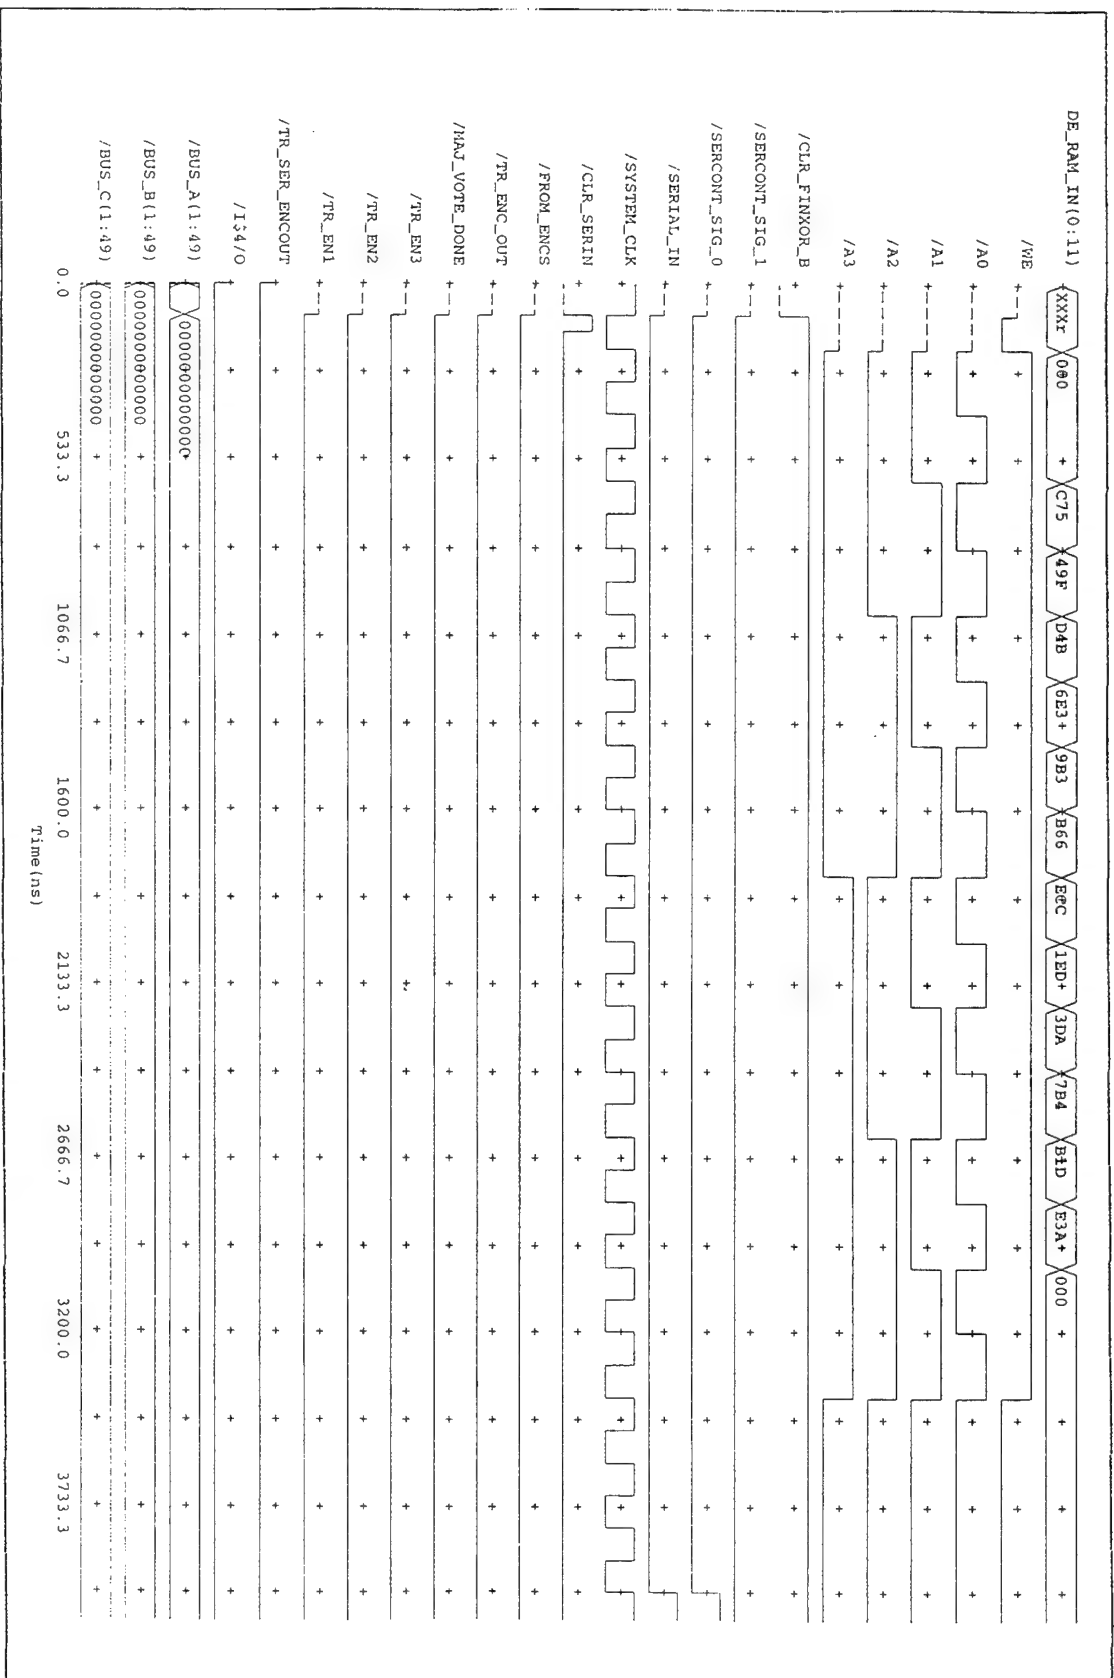 DE_RAM_IN(0:11) XXXr 000 C75 49F D4B 6E3 9B3 B66 1ED 3DA 7B4 B1D E3A 000
/WE
/A0
/A1
/A2
/A3
/CLR_FINXOR_B
/SERCONT_SIG_1
/SERCONT_SIG_0
/SERIAL_IN
/SYSTEM_CLK
/CLR_SERIN
/FROM_ENCS
/TR_ENC_OUT
/MAJ_VOTE_DONE
/TR_EN3
/TR_EN2
/TR_EN1
/TR_SER_ENCOUT
/I$4/O
/BUS_A(1:49) 0000000000000
/BUS_B(1:49) 0000000000000
/BUS_C(1:49) 0000000000000
0.0 533.3 1066.7 1600.0 2133.3 2666.7 3200.0 3733.3
Time(ns)